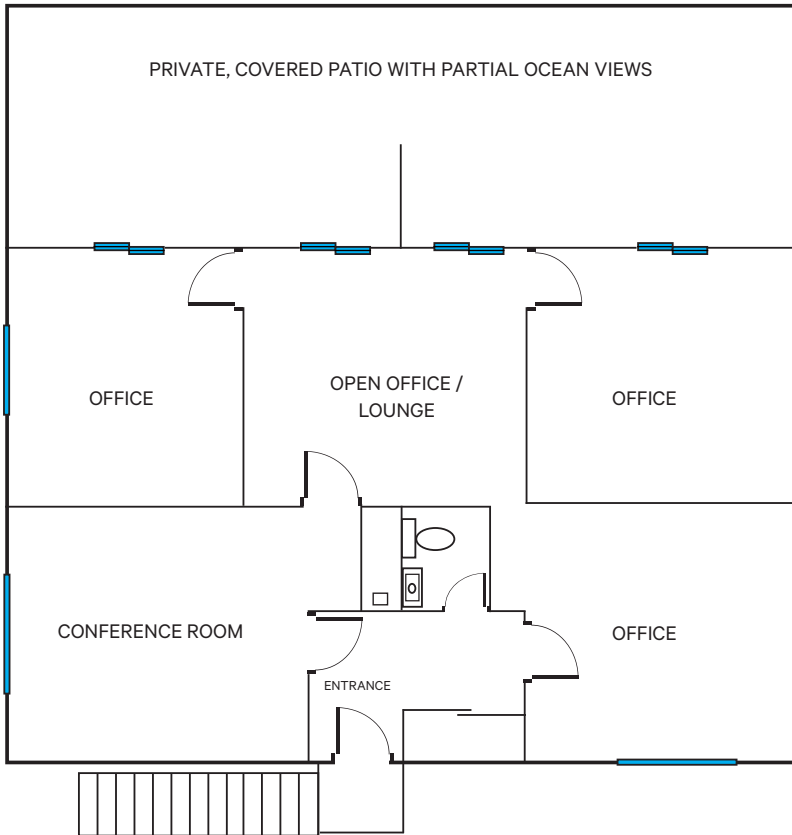 PRIVATE, COVERED PATIO WITH PARTIAL OCEAN VIEWS
OFFICE
OPEN OFFICE /
LOUNGE
OFFICE
CONFERENCE ROOM
OFFICE
ENTRANCE